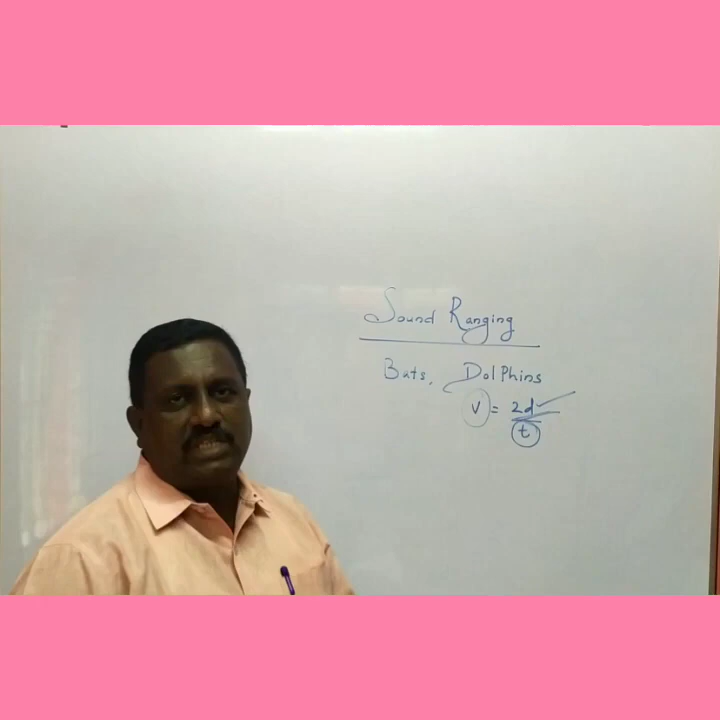 Sound Ranging
Bats, Dolphins
V = 2d
t